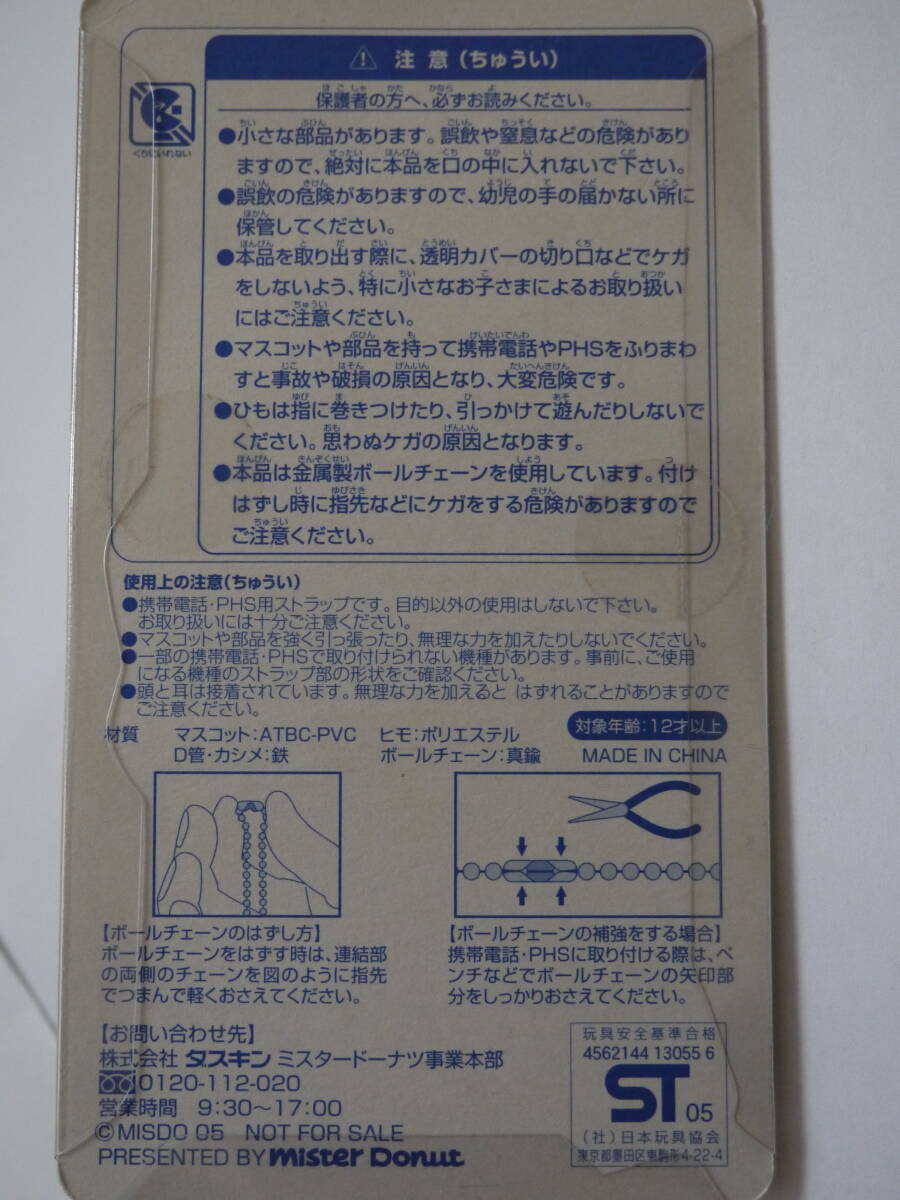 ⚠ 注意(ちゅうい)
保護者の方へ、必ずお読みください。
くちにいれない
●小さな部品があります。誤飲や窒息などの危険があり
ますので、絶対に本品を口の中に入れないで下さい。
●誤飲の危険がありますので、幼児の手の届かない所に
保管してください。
●本品を取り出す際に、透明カバーの切り口などでケガ
をしないよう、特に小さなお子さまによるお取り扱い
にはご注意ください。
●マスコットや部品を持って携帯電話やPHSをふりまわ
すと事故や破損の原因となり、大変危険です。
●ひもは指に巻きつけたり、引っかけて遊んだりしないで
ください。思わぬケガの原因となります。
●本品は金属製ボールチェーンを使用しています。付け
はずし時に指先などにケガをする危険がありますので
ご注意ください。
使用上の注意(ちゅうい)
●携帯電話・PHS用ストラップです。目的以外の使用はしないで下さい。
お取り扱いには十分ご注意ください。
●マスコットや部品を強く引っ張ったり、無理な力を加えたりしないでください。
●一部の携帯電話・PHSで取り付けられない機種があります。事前に、ご使用
になる機種のストラップ部の形状をご確認ください。
●頭と耳は接着されています。無理な力を加えると はずれることがありますので
ご注意ください。
対象年齢:12才以上
材質 マスコット:ATBC-PVC ヒモ:ポリエステル
D管・カシメ:鉄 ボールチェーン:真鍮 MADE IN CHINA
【ボールチェーンのはずし方】
ボールチェーンをはずす時は、連結部
の両側のチェーンを図のように指先
でつまんで軽くおさえてください。
【ボールチェーンの補強をする場合】
携帯電話・PHSに取り付ける際は、ペ
ンチなどでボールチェーンの矢印部
分をしっかりおさえてください。
【お問い合わせ先】
株式会社 ダスキン ミスタードーナツ事業本部
0120-112-020
営業時間 9:30〜17:00
©MISDO 05 NOT FOR SALE
PRESENTED BY mister Donut
玩具安全基準合格
4562144 13055 6
ST 05
(社)日本玩具協会
東京都墨田区東駒形4-22-4